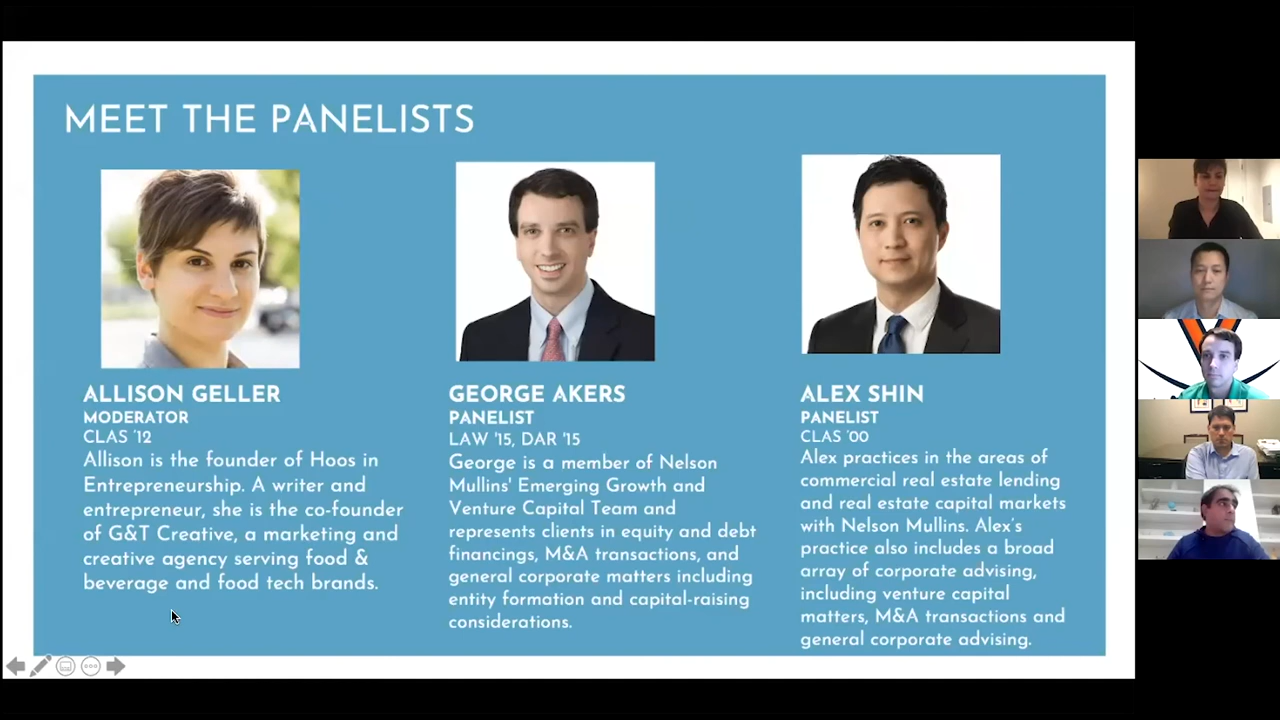 MEET THE PANELISTS
ALLISON GELLER
MODERATOR
CLAS '12
Allison is the founder of Hoos in
Entrepreneurship. A writer and
entrepreneur, she is the co-founder
of G&T Creative, a marketing and
creative agency serving food &
beverage and food tech brands.
GEORGE AKERS
PANELIST
LAW '15, DAR '15
George is a member of Nelson
Mullins' Emerging Growth and
Venture Capital Team and
represents clients in equity and debt
financings, M&A transactions, and
general corporate matters including
entity formation and capital-raising
considerations.
ALEX SHIN
PANELIST
CLAS '00
Alex practices in the areas of
commercial real estate lending
and real estate capital markets
with Nelson Mullins. Alex's
practice also includes a broad
array of corporate advising,
including venture capital
matters, M&A transactions and
general corporate advising.